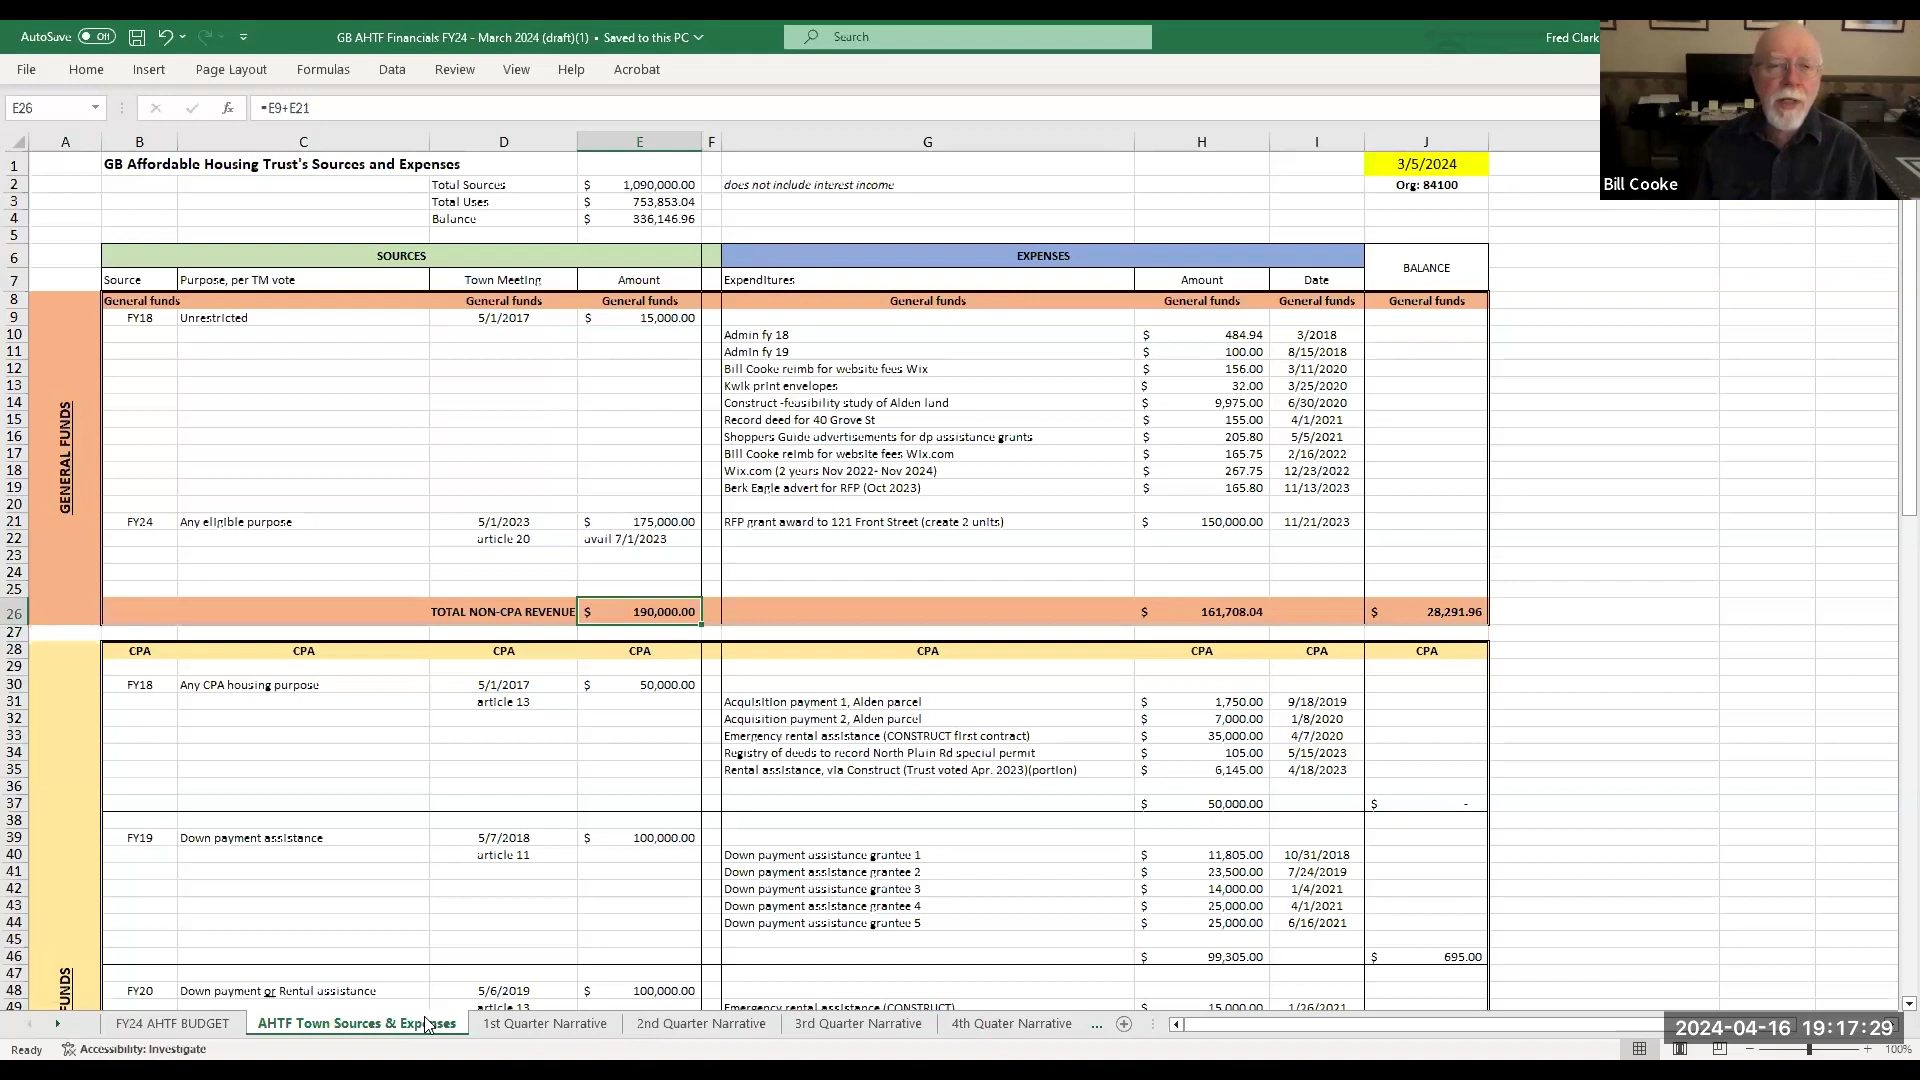 AutoSave Off GB AHTF Financials FY24 - March 2024 (draft)(1) • Saved to this PC Search Fred Clark
File Home Insert Page Layout Formulas Data Review View Help Acrobat
E26 fx =E9+E21
Bill Cooke
A B C D E F G H I J
1 GB Affordable Housing Trust's Sources and Expenses 3/5/2024
2 Total Sources $ 1,090,000.00 does not include interest income Org: 84100
3 Total Uses $ 753,853.04
4 Balance $ 336,146.96
5
6 SOURCES EXPENSES BALANCE
7 Source Purpose, per TM vote Town Meeting Amount Expenditures Amount Date
8 General funds General funds General funds General funds General funds General funds General funds
9 FY18 Unrestricted 5/1/2017 $ 15,000.00
10 Admin fy 18 $ 484.94 3/2018
11 Admin fy 19 $ 100.00 8/15/2018
12 Bill Cooke reimb for website fees Wix $ 156.00 3/11/2020
13 Kwik print envelopes $ 32.00 3/25/2020
14 Construct -feasibility study of Alden land $ 9,975.00 6/30/2020
15 Record deed for 40 Grove St $ 155.00 4/1/2021
16 Shoppers Guide advertisements for dp assistance grants $ 205.80 5/5/2021
17 Bill Cooke reimb for website fees Wix.com $ 165.75 2/16/2022
18 Wix.com (2 years Nov 2022- Nov 2024) $ 267.75 12/23/2022
19 Berk Eagle advert for RFP (Oct 2023) $ 165.80 11/13/2023
20
21 FY24 Any eligible purpose 5/1/2023 $ 175,000.00 RFP grant award to 121 Front Street (create 2 units) $ 150,000.00 11/21/2023
22 article 20 avail 7/1/2023
23
24
25
GENERAL FUNDS
26 TOTAL NON-CPA REVENUE $ 190,000.00 $ 161,708.04 $ 28,291.96
27
28 CPA CPA CPA CPA CPA CPA CPA CPA
29
30 FY18 Any CPA housing purpose 5/1/2017 $ 50,000.00
31 article 13 Acquisition payment 1, Alden parcel $ 1,750.00 9/18/2019
32 Acquisition payment 2, Alden parcel $ 7,000.00 1/8/2020
33 Emergency rental assistance (CONSTRUCT first contract) $ 35,000.00 4/7/2020
34 Registry of deeds to record North Plain Rd special permit $ 105.00 5/15/2023
35 Rental assistance, via Construct (Trust voted Apr. 2023)(portion) $ 6,145.00 4/18/2023
36
37 $ 50,000.00 $ -
38
39 FY19 Down payment assistance 5/7/2018 $ 100,000.00
40 article 11 Down payment assistance grantee 1 $ 11,805.00 10/31/2018
41 Down payment assistance grantee 2 $ 23,500.00 7/24/2019
42 Down payment assistance grantee 3 $ 14,000.00 1/4/2021
43 Down payment assistance grantee 4 $ 25,000.00 4/1/2021
44 Down payment assistance grantee 5 $ 25,000.00 6/16/2021
45
46 $ 99,305.00 $ 695.00
47
48 FY20 Down payment or Rental assistance 5/6/2019 $ 100,000.00
49 article 13 Emergency rental assistance (CONSTRUCT) $ 15,000.00 1/26/2021
FUNDS
FY24 AHTF BUDGET AHTF Town Sources & Expenses 1st Quarter Narrative 2nd Quarter Narrative 3rd Quarter Narrative 4th Quater Narrative ...
2024-04-16 19:17:29
Ready Accessibility: Investigate 100%